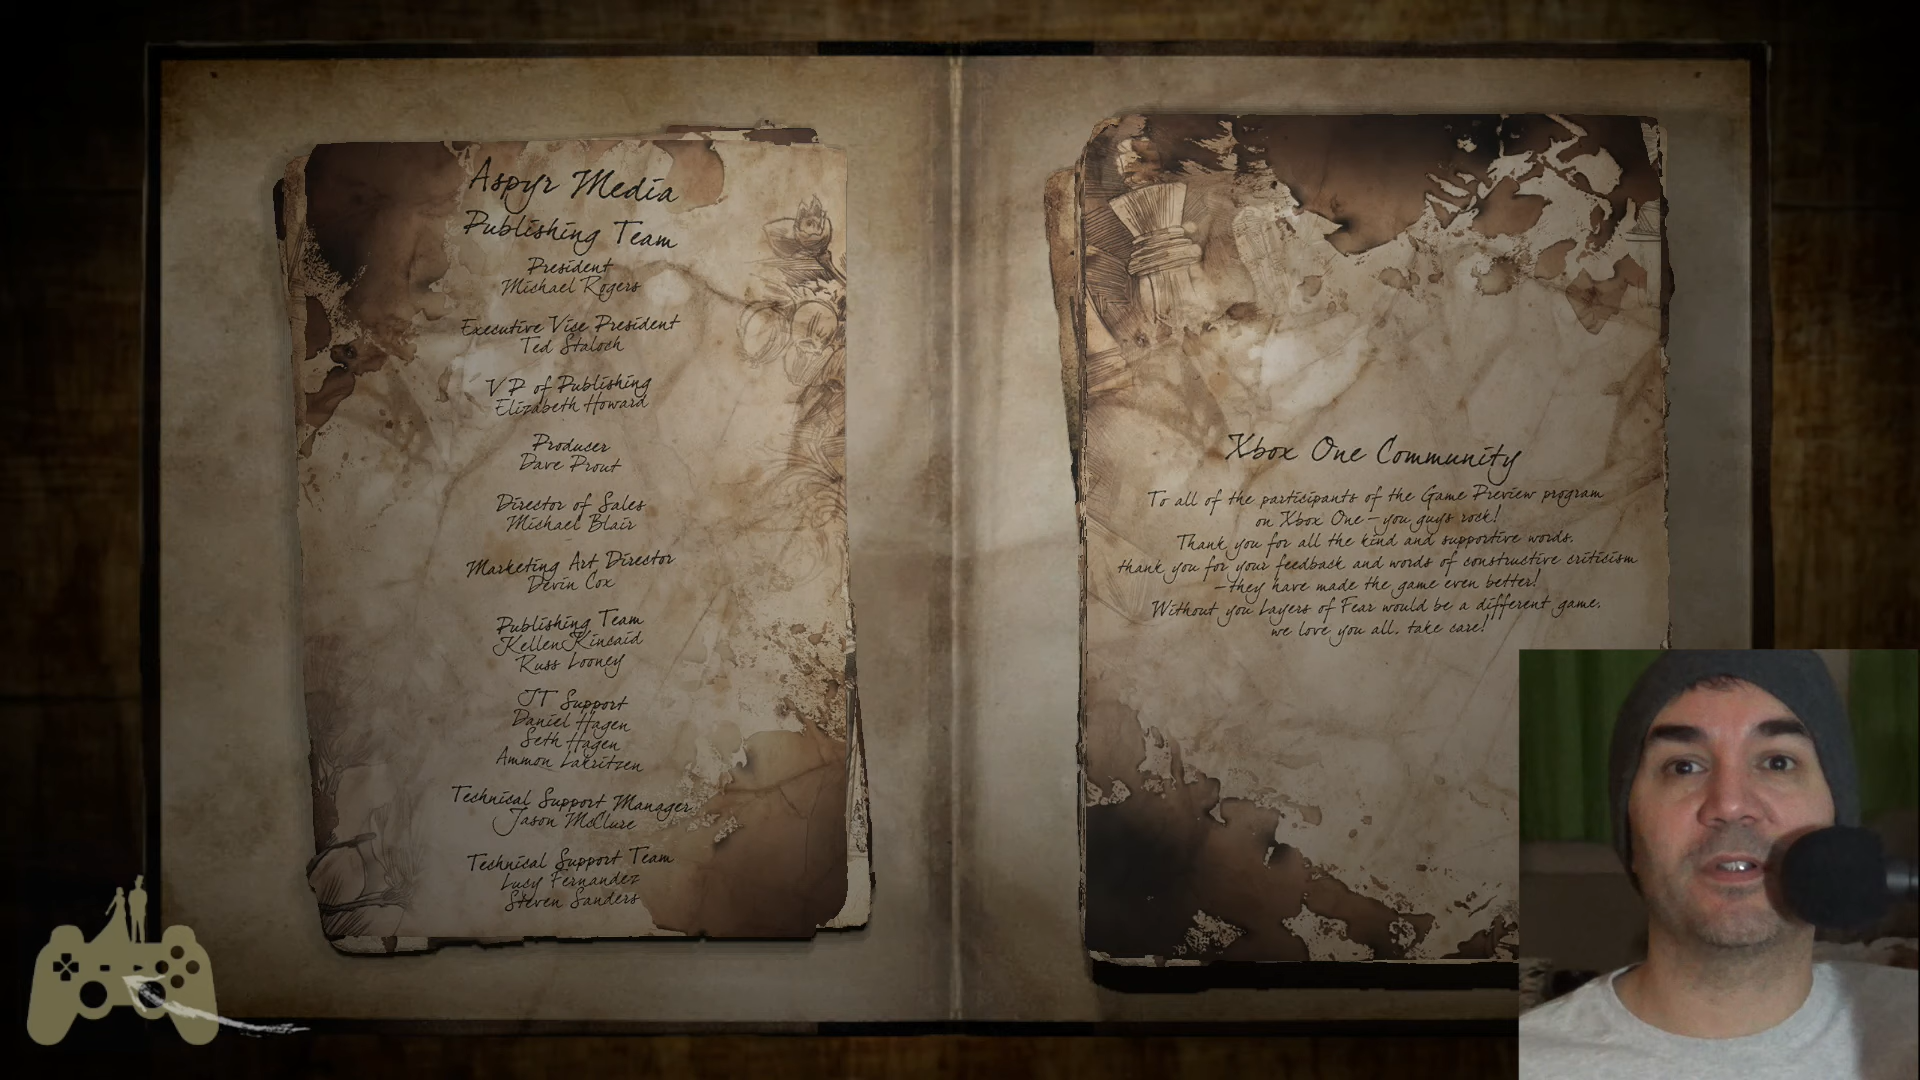 Aspyr Media
Publishing Team
President
Michael Rogers
Executive Vice President
Ted Staloch
VP of Publishing
Elizabeth Howard
Producer
Dave Prout
Director of Sales
Michael Blair
Marketing Art Director
Devin Cox
Publishing Team
Kellen Kincaid
Russ Looney
IT Support
Daniel Hagen
Seth Hagen
Ammon Lakritzen
Technical Support Manager
Jason McClure
Technical Support Team
Lucy Fernandez
Steven Sanders
Xbox One Community
To all of the participants of the Game Preview program
on Xbox One – you guys rock!
Thank you for all the kind and supportive words.
thank you for your feedback and words of constructive criticism
– they have made the game even better!
Without you Layers of Fear would be a different game.
we love you all. take care!